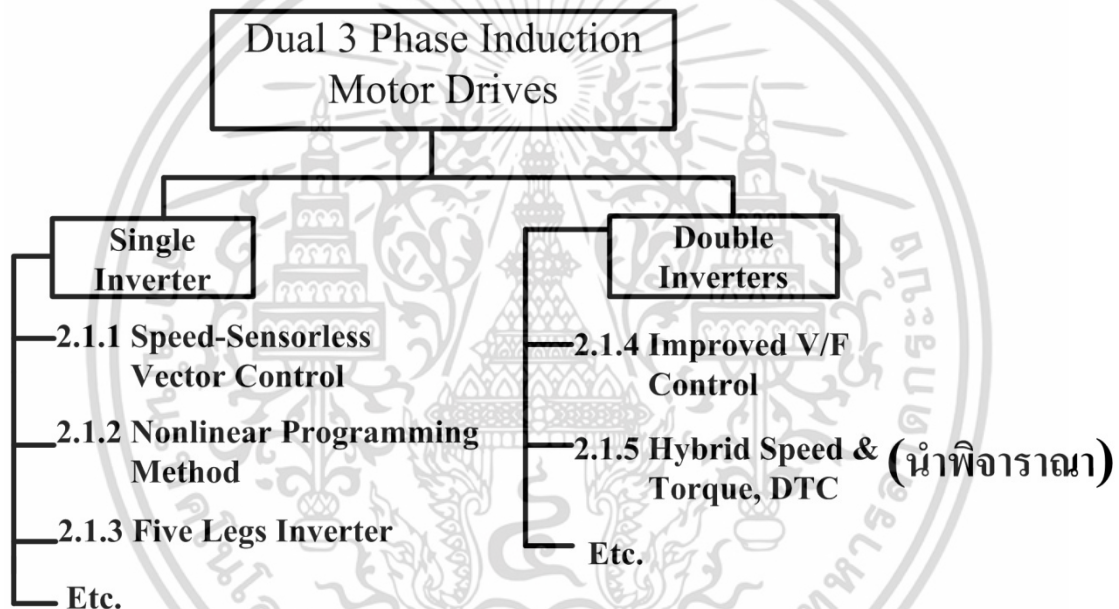 Dual 3 Phase Induction
Motor Drives
Single
Inverter
2.1.1 Speed-Sensorless
Vector Control
2.1.2 Nonlinear Programming
Method
2.1.3 Five Legs Inverter
Etc.
Double
Inverters
2.1.4 Improved V/F
Control
2.1.5 Hybrid Speed &
Torque, DTC
(นำพิจาราณา)
Etc.